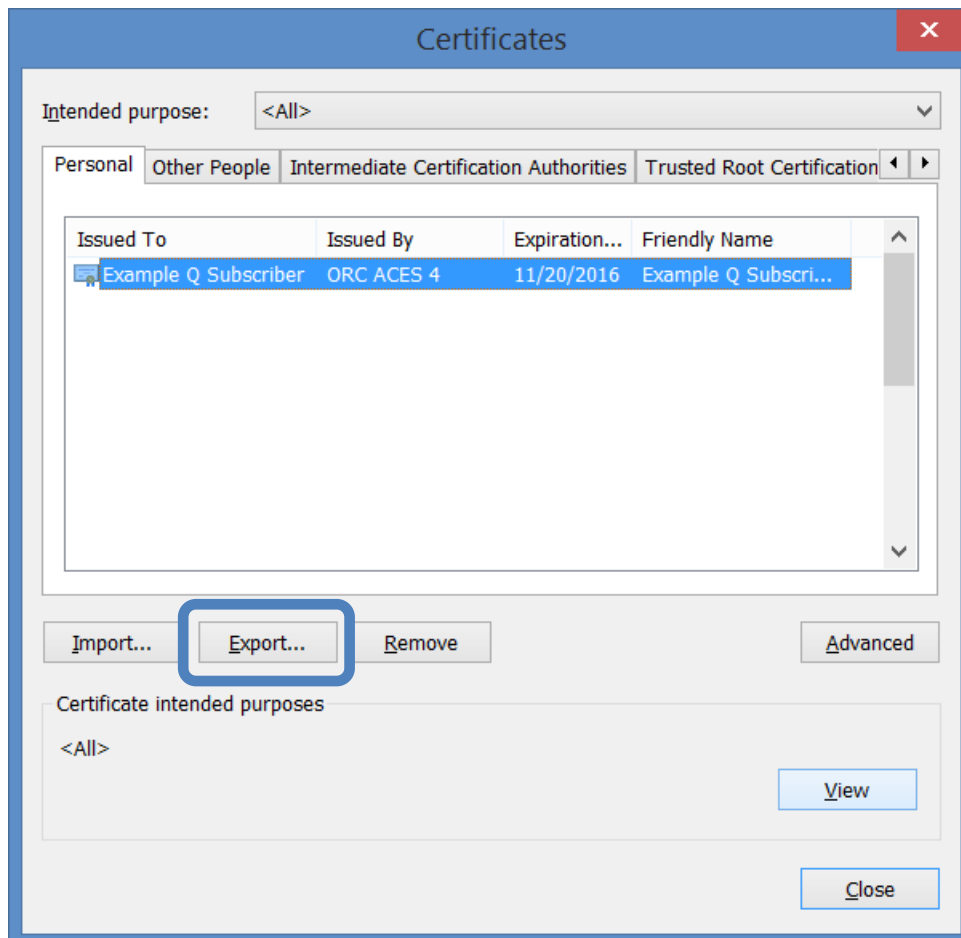 Certificates
Intended purpose: <All>
Personal Other People Intermediate Certification Authorities Trusted Root Certification
Issued To Issued By Expiration... Friendly Name
Example Q Subscriber ORC ACES 4 11/20/2016 Example Q Subscri...
Import... Export... Remove Advanced
Certificate intended purposes
<All>
View
Close